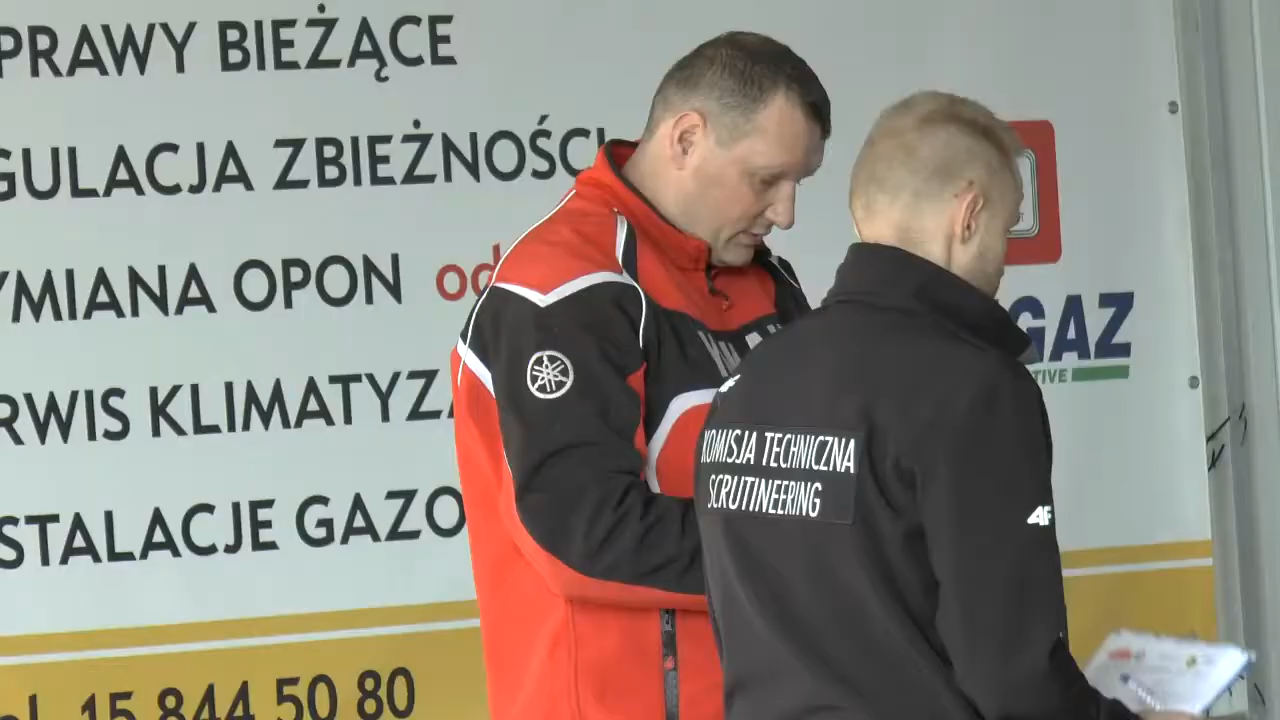 PRAWY BIEŻĄCE
GULACJA ZBIEŻNOŚCI
YMIANA OPON od
RWIS KLIMATYZ
STALACJE GAZO
15 844 50 80
GAZ
TIVE
KOMISJA TECHNICZNA
SCRUTINEERING
4F